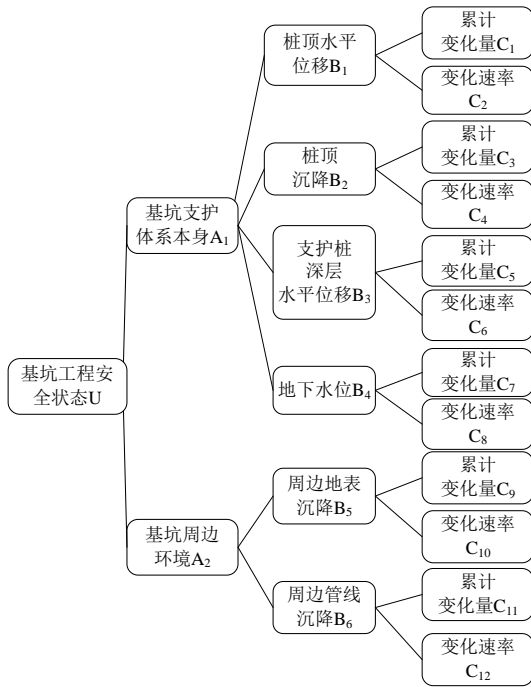 累计
变化量C₁
桩顶水平
位移B₁
变化速率
C₂
累计
变化量C₃
桩顶
沉降B₂
变化速率
C₄
基坑支护
体系本身A₁
支护桩
深层
水平位移B₃
累计
变化量C₅
变化速率
C₆
基坑工程安
全状态U
地下水位B₄
累计
变化量C₇
变化速率
C₈
周边地表
沉降B₅
累计
变化量C₉
变化速率
C₁₀
基坑周边
环境A₂
周边管线
沉降B₆
累计
变化量C₁₁
变化速率
C₁₂